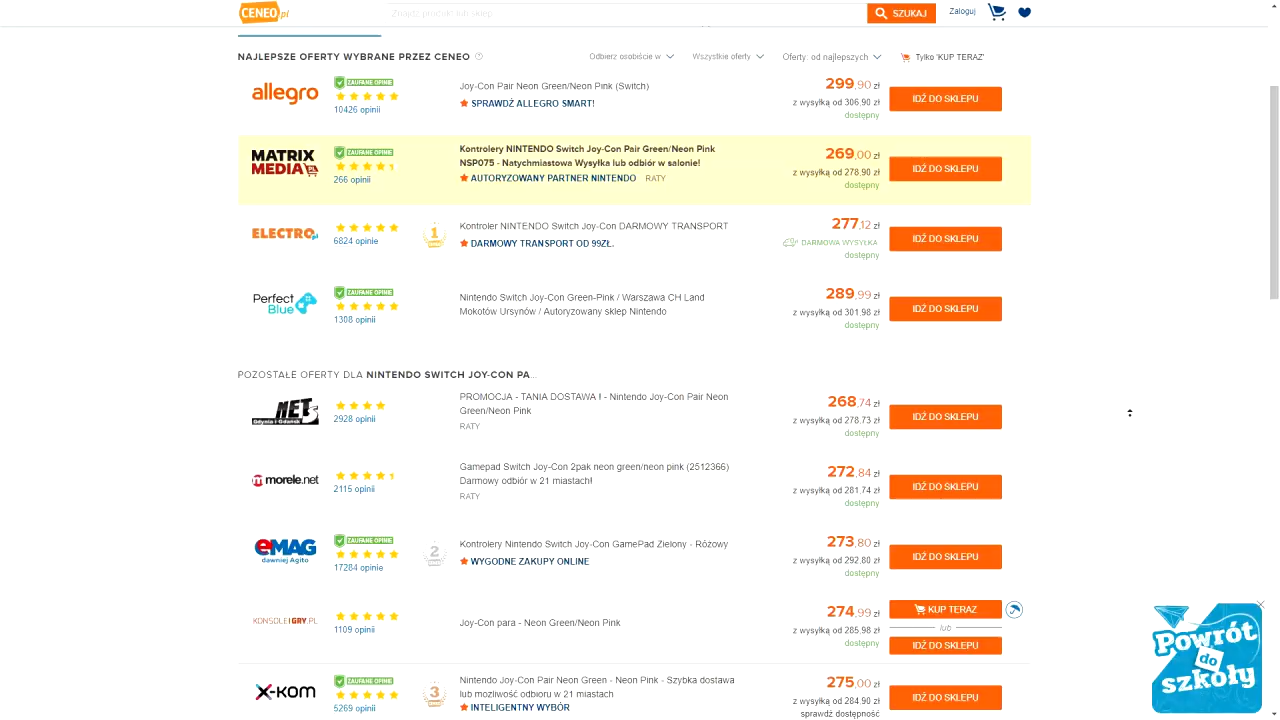 CENEO.pl
Znajdź produkt lub sklep
SZUKAJ
Zaloguj
NAJLEPSZE OFERTY WYBRANE PRZEZ CENEO ?
Odbierz osobiście w
Wszystkie oferty
Oferty: od najlepszych
Tylko 'KUP TERAZ'
allegro
ZAUFANE OPINIE
10426 opinii
Joy-Con Pair Neon Green/Neon Pink (Switch)
SPRAWDŹ ALLEGRO SMART!
299,90 zł
z wysyłką od 306,90 zł
dostępny
IDŹ DO SKLEPU
MATRIX
MEDIA.PL
ZAUFANE OPINIE
266 opinii
Kontrolery NINTENDO Switch Joy-Con Pair Green/Neon Pink
NSP075 - Natychmiastowa Wysyłka lub odbiór w salonie!
AUTORYZOWANY PARTNER NINTENDO RATY
269,00 zł
z wysyłką od 278,90 zł
dostępny
IDŹ DO SKLEPU
ELECTRO.pl
6824 opinie
1
Kontroler NINTENDO Switch Joy-Con DARMOWY TRANSPORT
DARMOWY TRANSPORT OD 99ZŁ.
277,12 zł
DARMOWA WYSYŁKA
dostępny
IDŹ DO SKLEPU
Perfect
Blue
ZAUFANE OPINIE
1308 opinii
Nintendo Switch Joy-Con Green-Pink / Warszawa CH Land
Mokotów Ursynów / Autoryzowany sklep Nintendo
289,99 zł
z wysyłką od 301,98 zł
dostępny
IDŹ DO SKLEPU
POZOSTAŁE OFERTY DLA NINTENDO SWITCH JOY-CON PA...
NETs
Gdynia i Gdańsk
2928 opinii
PROMOCJA - TANIA DOSTAWA ! - Nintendo Joy-Con Pair Neon
Green/Neon Pink
RATY
268,74 zł
z wysyłką od 278,73 zł
dostępny
IDŹ DO SKLEPU
morele.net
2115 opinii
Gamepad Switch Joy-Con 2pak neon green/neon pink (2512366)
Darmowy odbiór w 21 miastach!
RATY
272,84 zł
z wysyłką od 281,74 zł
dostępny
IDŹ DO SKLEPU
eMAG
dawniej Agito
ZAUFANE OPINIE
17284 opinie
2
Kontrolery Nintendo Switch Joy-Con GamePad Zielony - Różowy
WYGODNE ZAKUPY ONLINE
273,80 zł
z wysyłką od 292,80 zł
dostępny
IDŹ DO SKLEPU
KONSOLEIGRY.PL
1109 opinii
Joy-Con para - Neon Green/Neon Pink
274,99 zł
z wysyłką od 285,98 zł
dostępny
KUP TERAZ
lub
IDŹ DO SKLEPU
x-kom
ZAUFANE OPINIE
5269 opinii
3
Nintendo Joy-Con Pair Neon Green - Neon Pink - Szybka dostawa
lub możliwość odbioru w 21 miastach
INTELIGENTNY WYBÓR
275,00 zł
z wysyłką od 284,90 zł
sprawdź dostępność
IDŹ DO SKLEPU
Powrót
do
szkoły